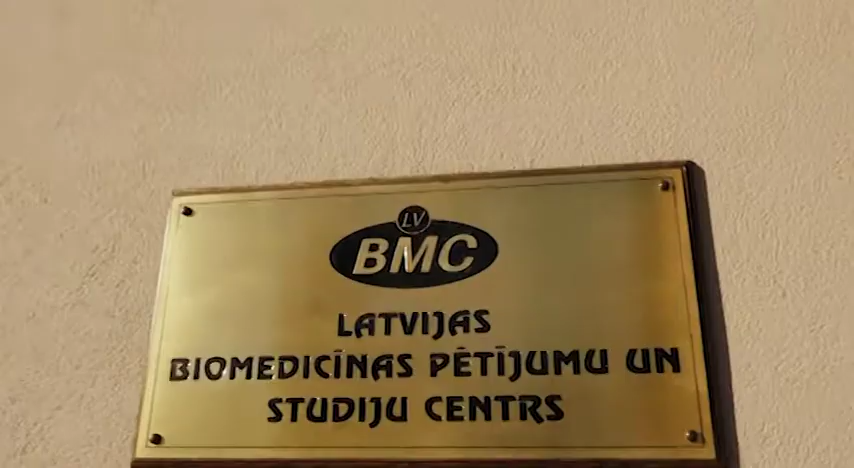 LV
BMC
LATVIJAS
BIOMEDICĪNAS PĒTĪJUMU UN
STUDIJU CENTRS